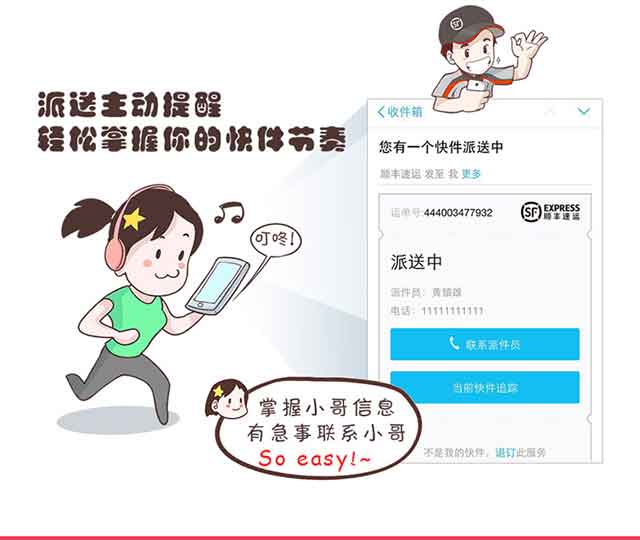 派送主动提醒
轻松掌握你的快件节奏
收件箱
您有一个快件派送中
顺丰速运 发至 我 更多
运单号:444003477932
SF EXPRESS
顺丰速运
派送中
派件员：黄镇雄
电话：11111111111
联系派件员
当前快件追踪
不是我的快件，退订此服务
叮咚!
掌握小哥信息
有急事联系小哥
So easy!~